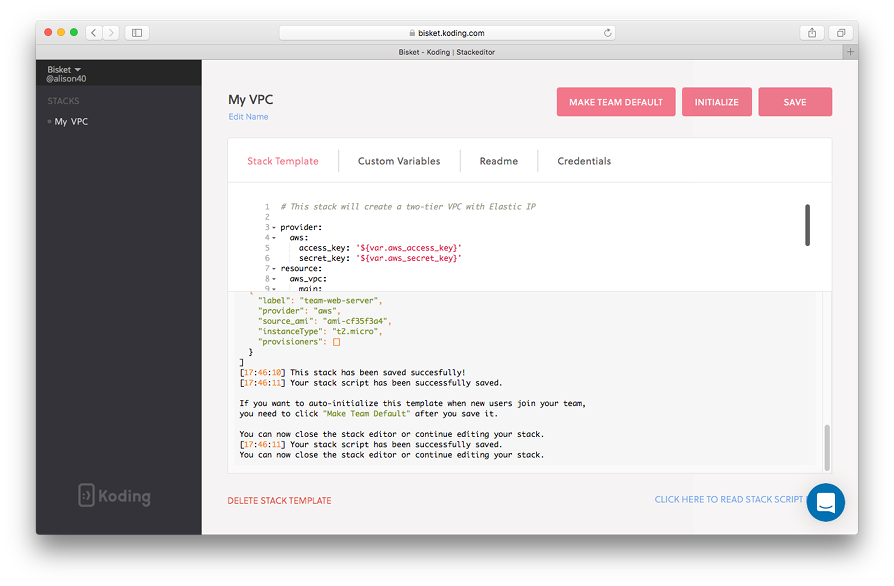 bisket.koding.com
Bisket - Koding | Stackeditor
Bisket
@alison40
STACKS
My VPC
Koding
My VPC
Edit Name
MAKE TEAM DEFAULT
INITIALIZE
SAVE
Stack Template
Custom Variables
Readme
Credentials
1 # This stack will create a two-tier VPC with Elastic IP
2
3 provider:
4 aws:
5 access_key: '${var.aws_access_key}'
6 secret_key: '${var.aws_secret_key}'
7 resource:
8 aws_vpc:
9 main:
{
"label": "team-web-server",
"provider": "aws",
"source_ami": "ami-cf35f3a4",
"instanceType": "t2.micro",
"provisioners": []
}
]
[17:46:10] This stack has been saved succesfully!
[17:46:11] Your stack script has been successfully saved.
If you want to auto-initialize this template when new users join your team,
you need to click "Make Team Default" after you save it.
You can now close the stack editor or continue editing your stack.
[17:46:11] Your stack script has been successfully saved.
You can now close the stack editor or continue editing your stack.
DELETE STACK TEMPLATE
CLICK HERE TO READ STACK SCRIPT